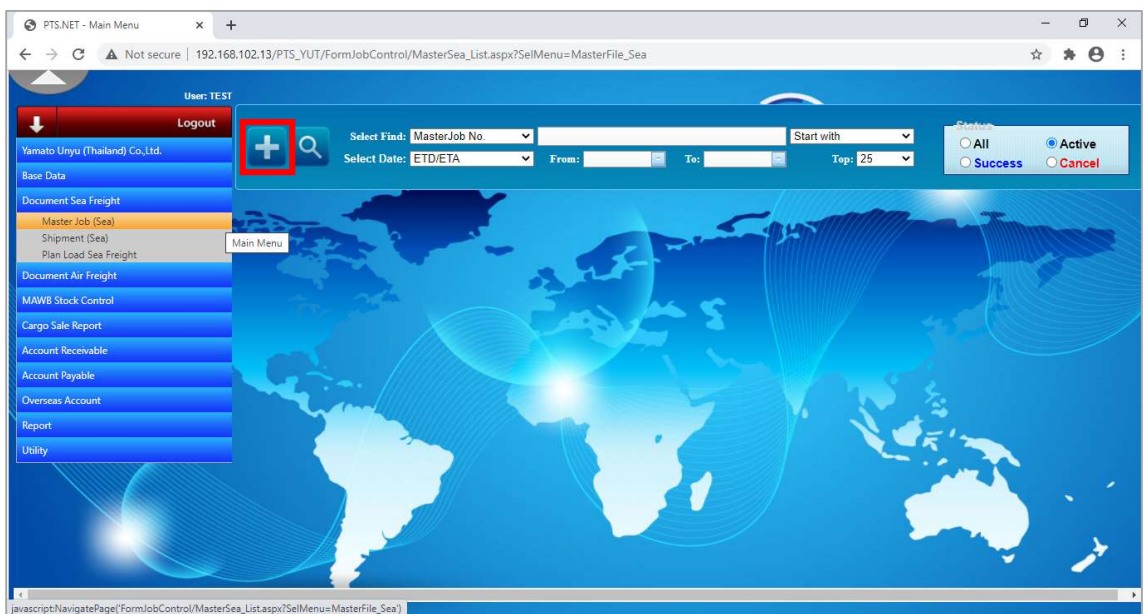 PTS.NET - Main Menu
Not secure | 192.168.102.13/PTS_YUT/FormJobControl/MasterSea_List.aspx?SelMenu=MasterFile_Sea
User: TEST
Logout
Yamato Unyu (Thailand) Co.,Ltd.
Base Data
Document Sea Freight
Master Job (Sea)
Shipment (Sea)
Plan Load Sea Freight
Document Air Freight
MAWB Stock Control
Cargo Sale Report
Account Receivable
Account Payable
Overseas Account
Report
Utility
Main Menu
Select Find: MasterJob No. Start with
Select Date: ETD/ETA From: To: Top: 25
Status
All Active
Success Cancel
javascript:NavigatePage('FormJobControl/MasterSea_List.aspx?SelMenu=MasterFile_Sea')